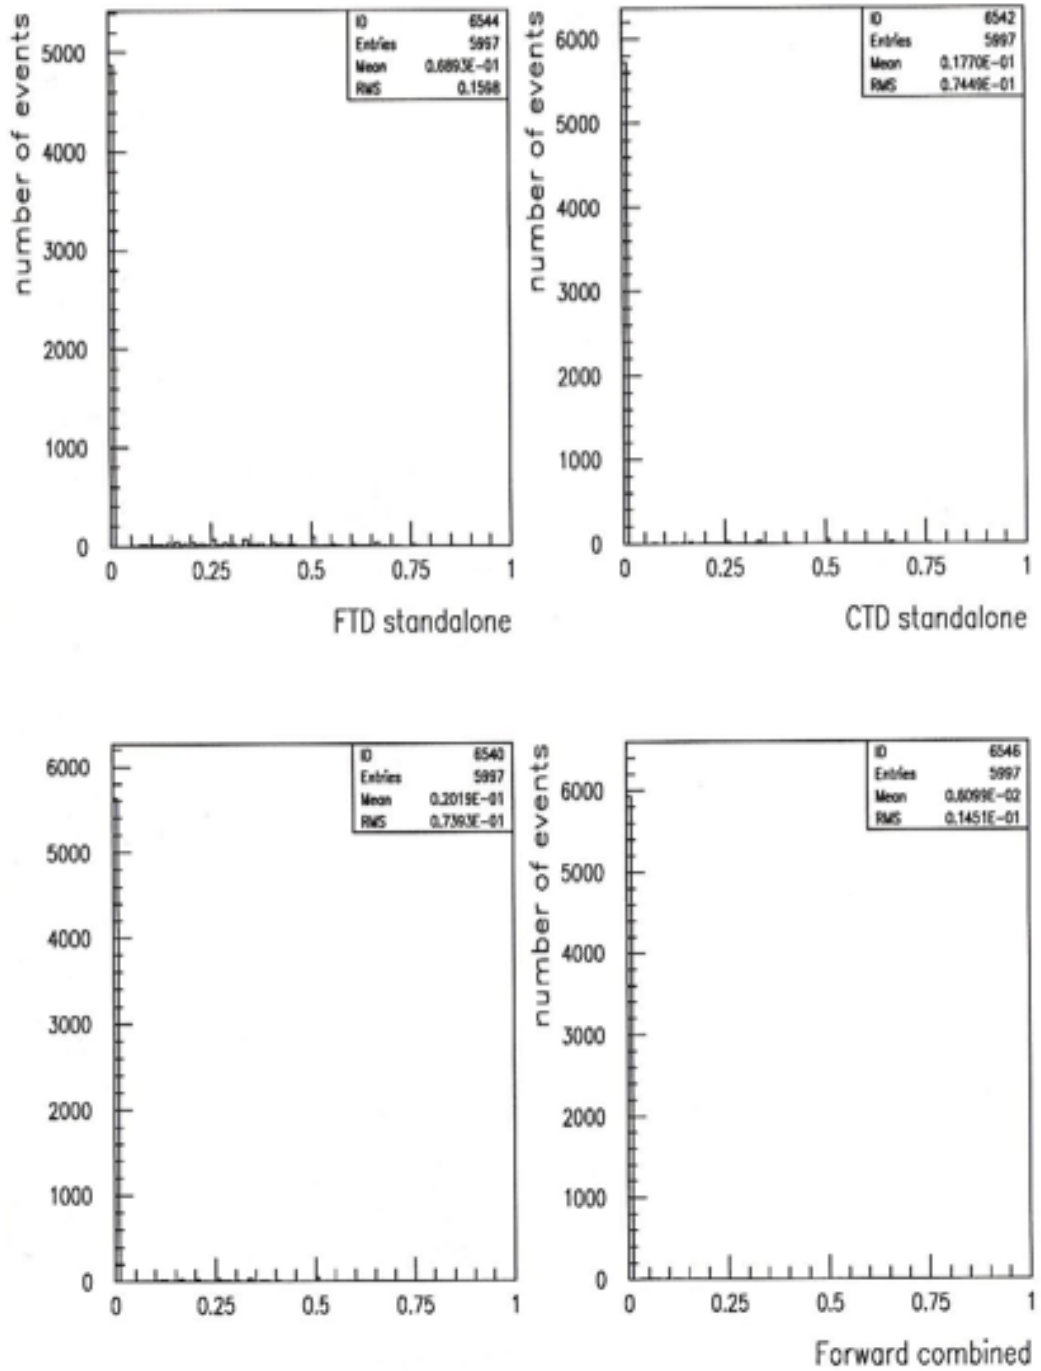 number of events
ID 6544
Entries 5997
Mean 0.6893E-01
RMS 0.1598
5000
4000
3000
2000
1000
0
0 0.25 0.5 0.75 1
FTD standalone
number of events
ID 6542
Entries 5997
Mean 0.1770E-01
RMS 0.7449E-01
6000
5000
4000
3000
2000
1000
0
0 0.25 0.5 0.75 1
CTD standalone
ID 6540
Entries 5997
Mean 0.2019E-01
RMS 0.7393E-01
6000
5000
4000
3000
2000
1000
0
0 0.25 0.5 0.75 1
number of events
ID 6546
Entries 5997
Mean 0.6099E-02
RMS 0.1451E-01
6000
5000
4000
3000
2000
1000
0
0 0.25 0.5 0.75 1
Forward combined